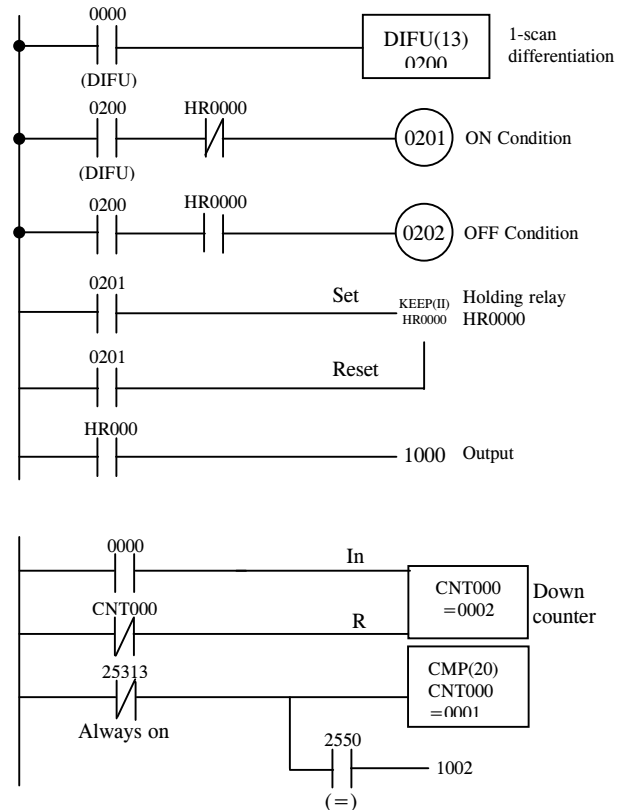 0000
DIFU(13)
0200
1-scan
differentiation
(DIFU)
0200
HR0000
0201
ON Condition
(DIFU)
0200
HR0000
0202
OFF Condition
0201
Set
KEEP(II)
HR0000
Holding relay
HR0000
0201
Reset
HR000
1000
Output
0000
In
CNT000
=0002
Down
counter
CNT000
R
25313
CMP(20)
CNT000
=0001
Always on
2550
1002
(=)